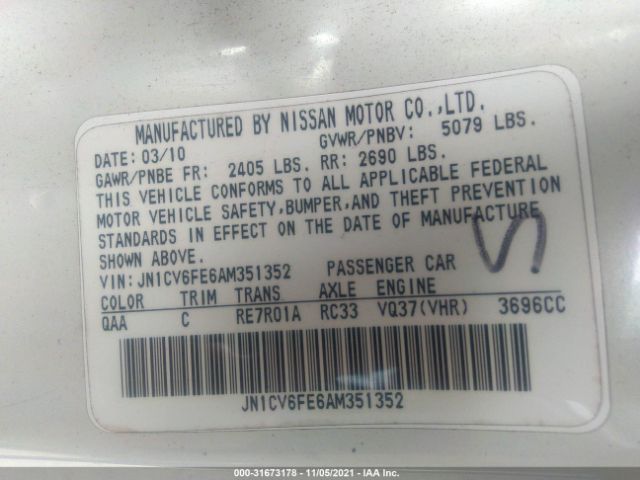 MANUFACTURED BY NISSAN MOTOR CO.,LTD.
DATE: 03/10 GVWR/PNBV: 5079 LBS.
GAWR/PNBE FR: 2405 LBS. RR: 2690 LBS.
THIS VEHICLE CONFORMS TO ALL APPLICABLE FEDERAL
MOTOR VEHICLE SAFETY,BUMPER,AND THEFT PREVENTION
STANDARDS IN EFFECT ON THE DATE OF MANUFACTURE
SHOWN ABOVE.
VIN:JN1CV6FE6AM351352 PASSENGER CAR
COLOR TRIM TRANS AXLE ENGINE
QAA C RE7R01A RC33 VQ37(VHR) 3696CC
JN1CV6FE6AM351352
S
000-31673178 - 11/05/2021 - IAA Inc.